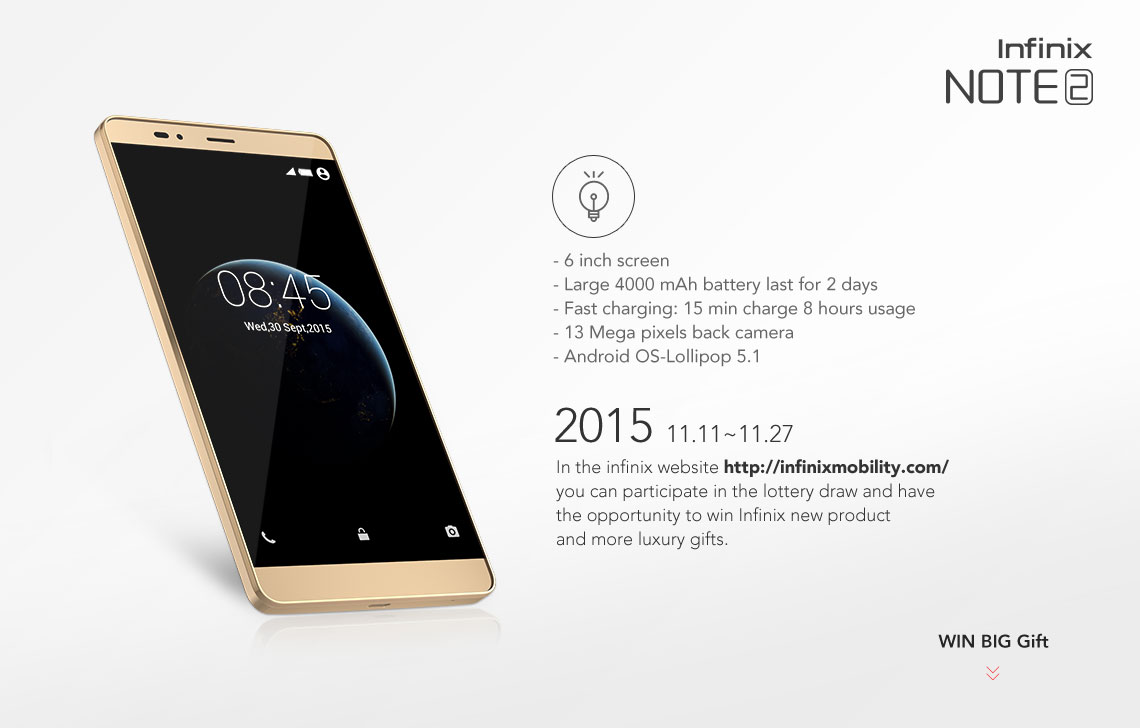 Infinix
NOTE 2
08:45
Wed,30 Sept,2015
- 6 inch screen
- Large 4000 mAh battery last for 2 days
- Fast charging: 15 min charge 8 hours usage
- 13 Mega pixels back camera
- Android OS-Lollipop 5.1
2015 11.11~11.27
In the infinix website http://infinixmobility.com/
you can participate in the lottery draw and have
the opportunity to win Infinix new product
and more luxury gifts.
WIN BIG Gift